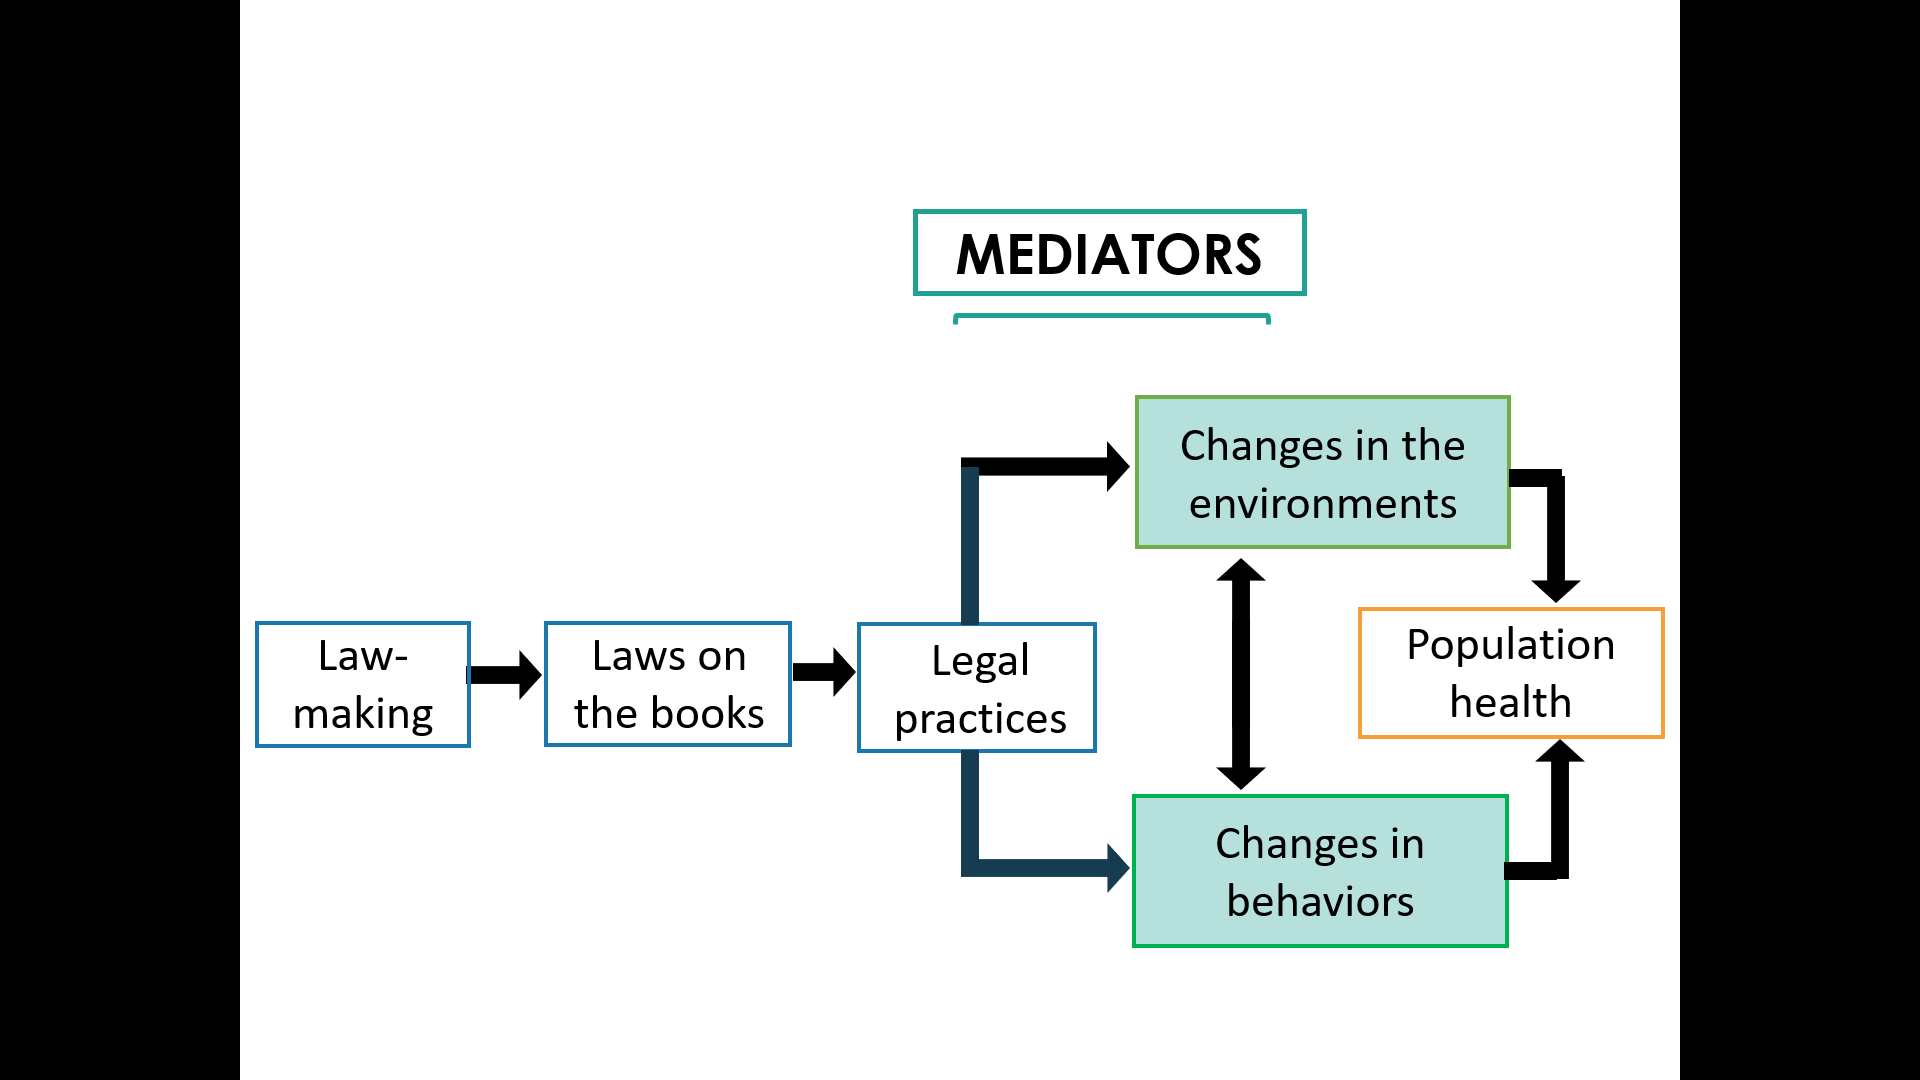 MEDIATORS
Changes in the
environments
Law-
making
Laws on
the books
Legal
practices
Population
health
Changes in
behaviors